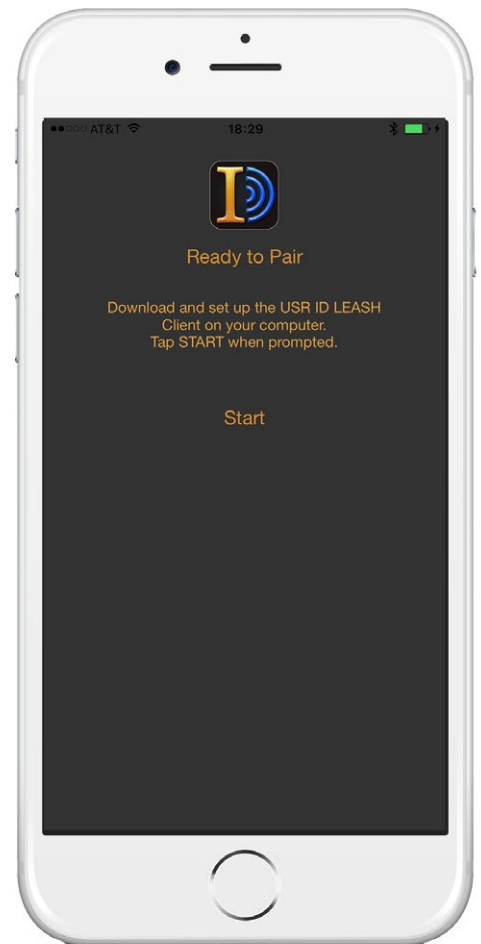 AT&T 18:29
Ready to Pair
Download and set up the USR ID LEASH
Client on your computer.
Tap START when prompted.
Start